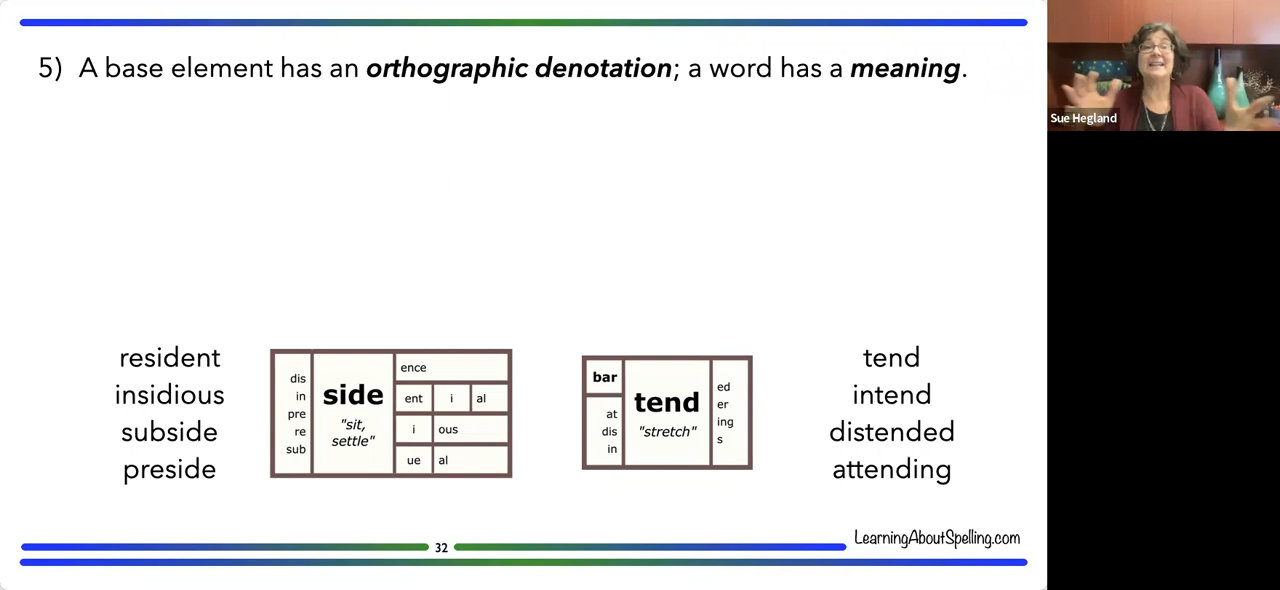 5) A base element has an orthographic denotation; a word has a meaning.
Sue Hegland
resident
insidious
subside
preside
dis
in
pre
re
sub
side
"sit,
settle"
ence
ent i al
i ous
ue al
bar
at
dis
in
tend
"stretch"
ed
er
ing
s
tend
intend
distended
attending
LearningAboutSpelling.com
32